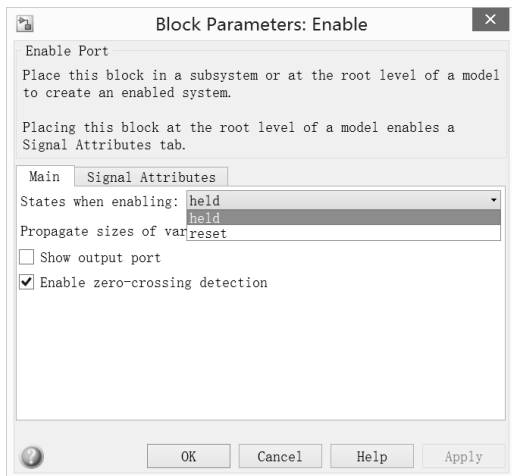 Block Parameters: Enable
Enable Port
Place this block in a subsystem or at the root level of a model
to create an enabled system.
Placing this block at the root level of a model enables a
Signal Attributes tab.
Main Signal Attributes
States when enabling: held
held
Propagate sizes of var
reset
Show output port
Enable zero-crossing detection
OK Cancel Help Apply